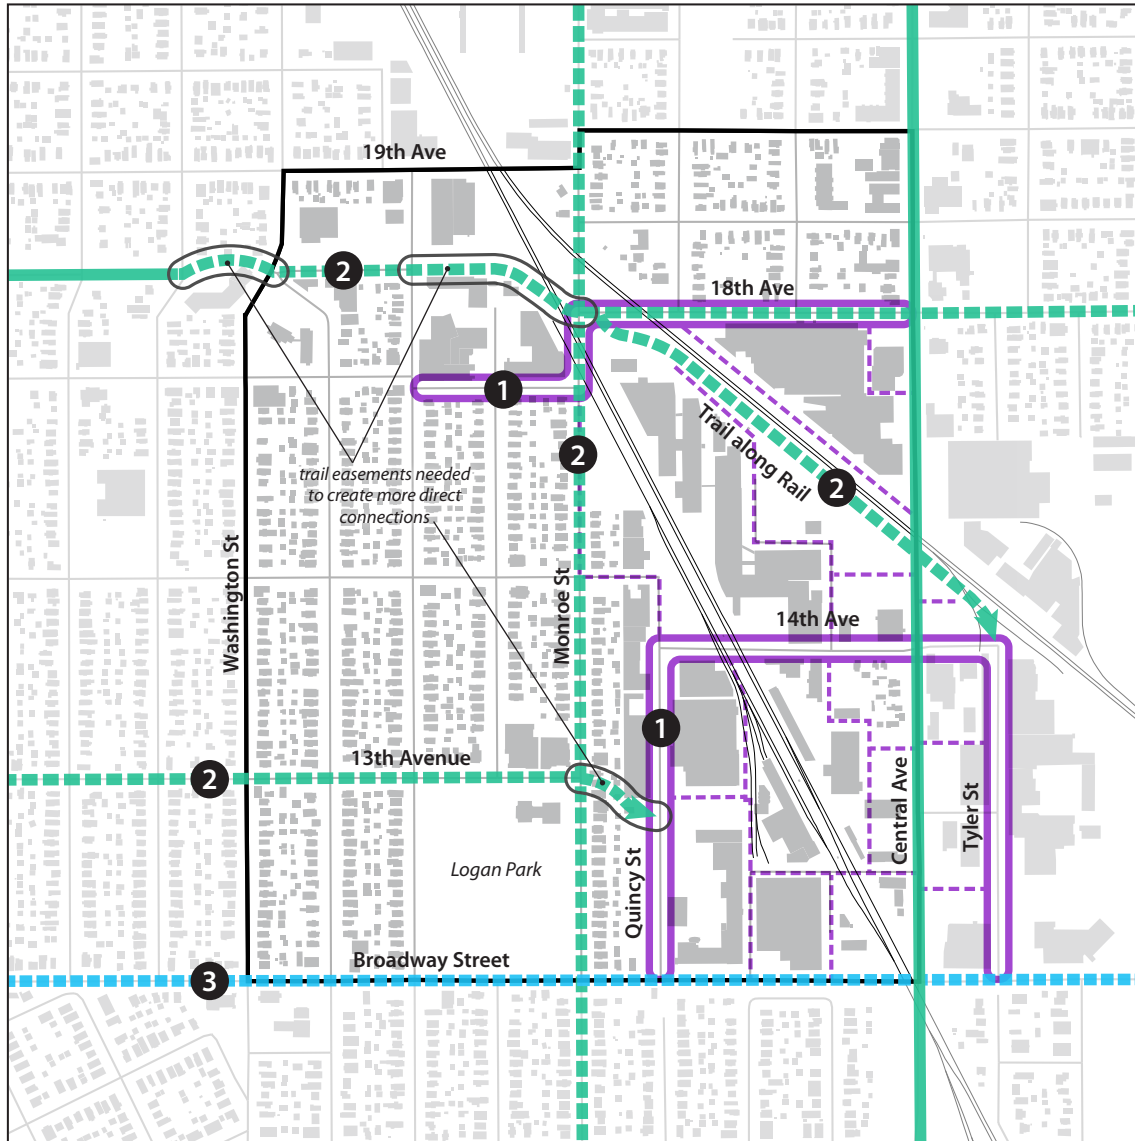 19th Ave
2
18th Ave
1
2
Trail along Rail
2
trail easements needed
to create more direct
connections
Washington St
Monroe St
14th Ave
1
13th Avenue
2
Central Ave
Tyler St
Logan Park
Quincy St
Broadway Street
3